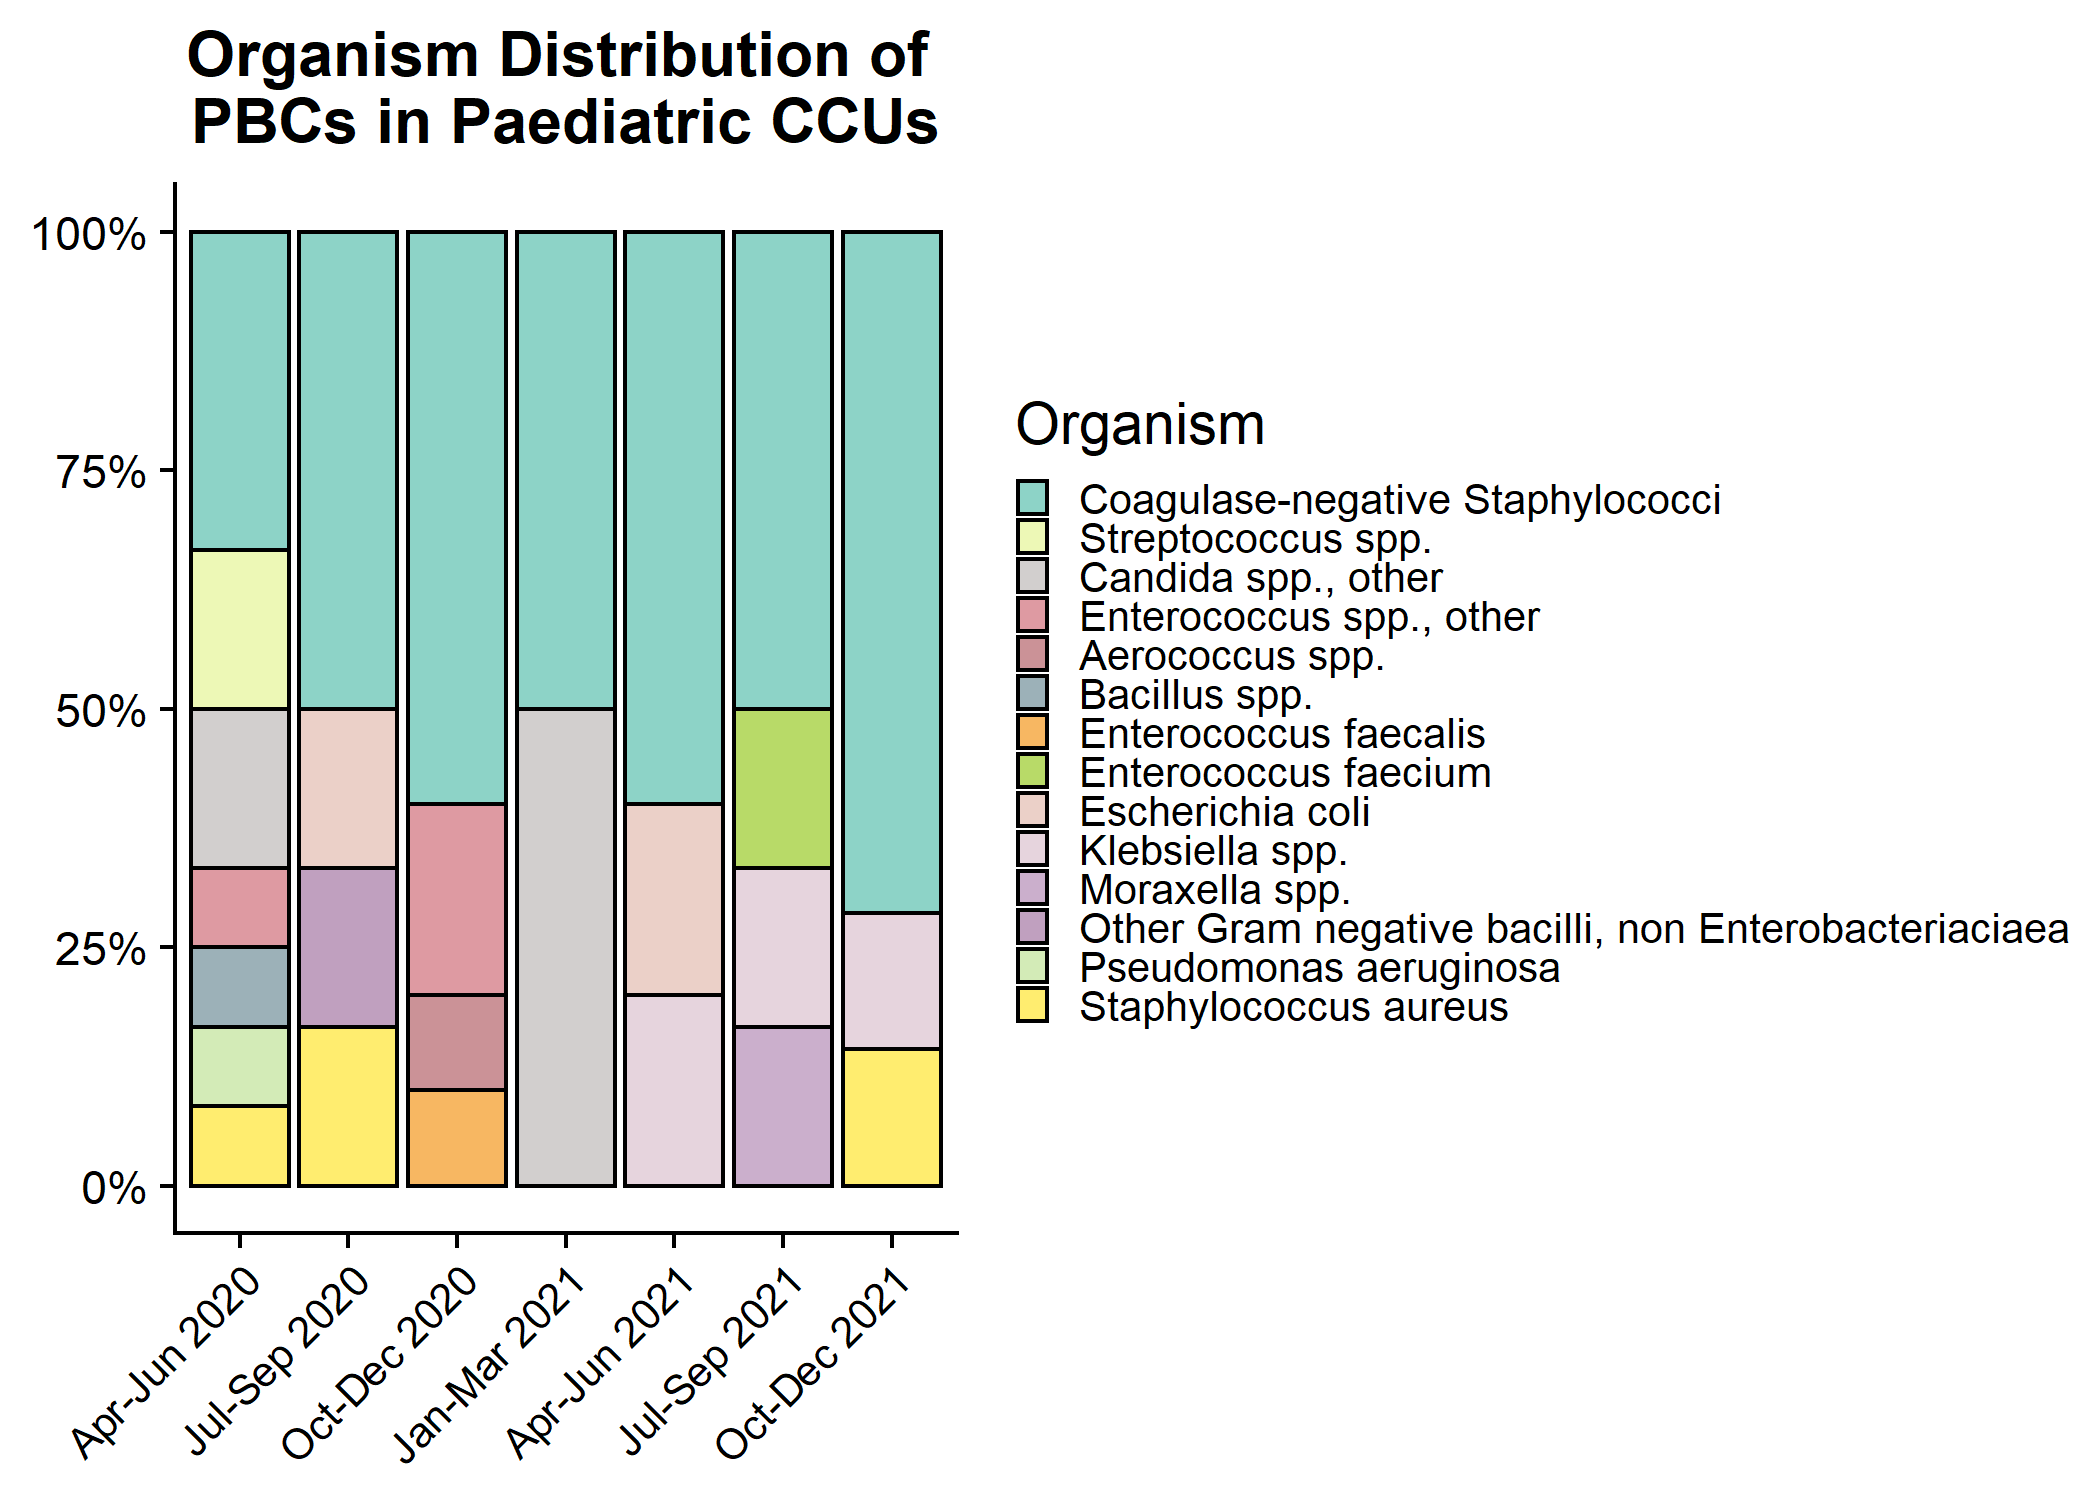 Organism Distribution of
PBCs in Paediatric CCUs
100%
75%
50%
25%
0%
Apr-Jun 2020
Jul-Sep 2020
Oct-Dec 2020
Jan-Mar 2021
Apr-Jun 2021
Jul-Sep 2021
Oct-Dec 2021
Organism
Coagulase-negative Staphylococci
Streptococcus spp.
Candida spp., other
Enterococcus spp., other
Aerococcus spp.
Bacillus spp.
Enterococcus faecalis
Enterococcus faecium
Escherichia coli
Klebsiella spp.
Moraxella spp.
Other Gram negative bacilli, non Enterobacteriaciaea
Pseudomonas aeruginosa
Staphylococcus aureus